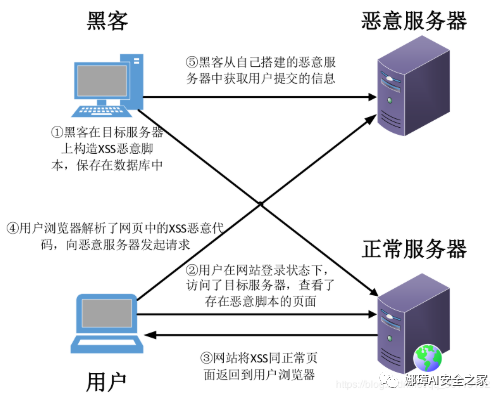 黑客
恶意服务器
⑤黑客从自己搭建的恶意服
务器中获取用户提交的信息
①黑客在目标服务器
上构造XSS恶意脚
本，保存在数据库中
④用户浏览器解析了网页中的XSS恶意代
码，向恶意服务器发起请求
正常服务器
②用户在网站登录状态下，
访问了目标服务器，查看了
存在恶意脚本的页面
③网站将XSS同正常页
面返回到用户浏览器
用户
娜璋AI安全之家